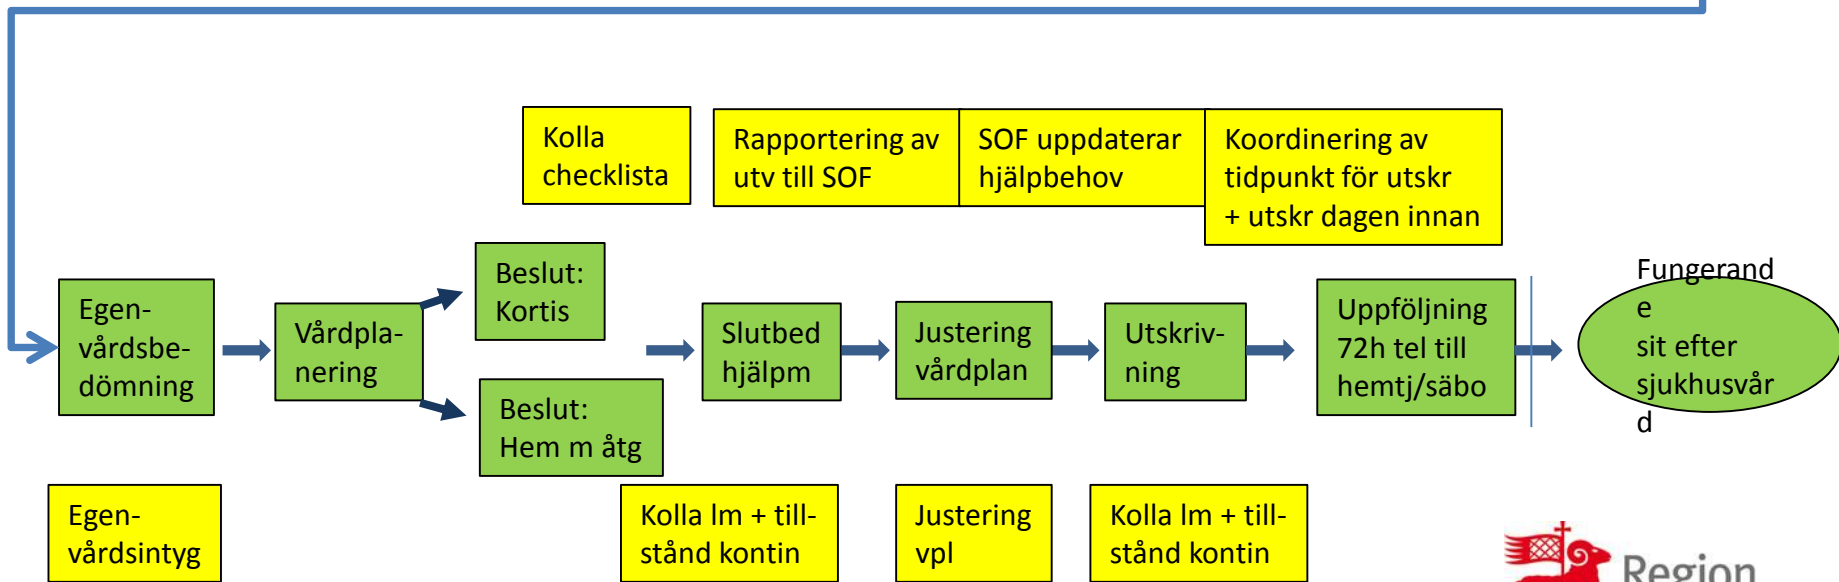 Kolla
checklista
Rapportering av
utv till SOF
SOF uppdaterar
hjälpbehov
Koordinering av
tidpunkt för utskr
+ utskr dagen innan
Egen-
vårdsbe-
dömning
Vårdpla-
nering
Beslut:
Kortis
Beslut:
Hem m åtg
Slutbed
hjälpm
Justering
vårdplan
Utskriv-
ning
Uppföljning
72h tel till
hemtj/säbo
Fungerand
e
sit efter
sjukhusvår
d
Egen-
vårdsintyg
Kolla lm + till-
stånd kontin
Justering
vpl
Kolla lm + till-
stånd kontin
Region